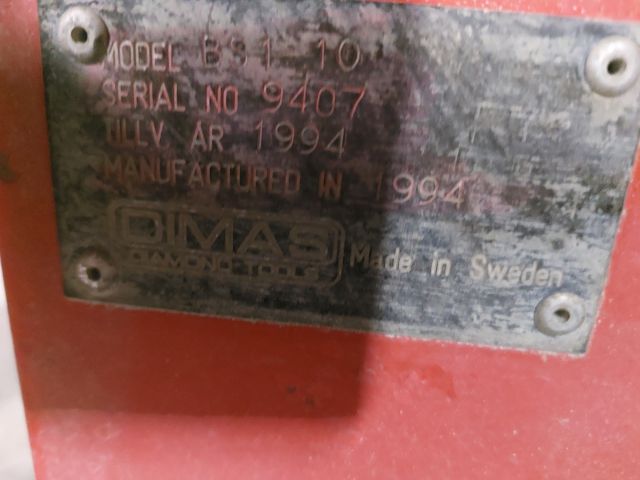 MODEL BS1 10
SERIAL NO 9407
TILLV. ÅR 1994
MANUFACTURED IN 1994
DIMAS
DIAMOND TOOLS
Made in Sweden